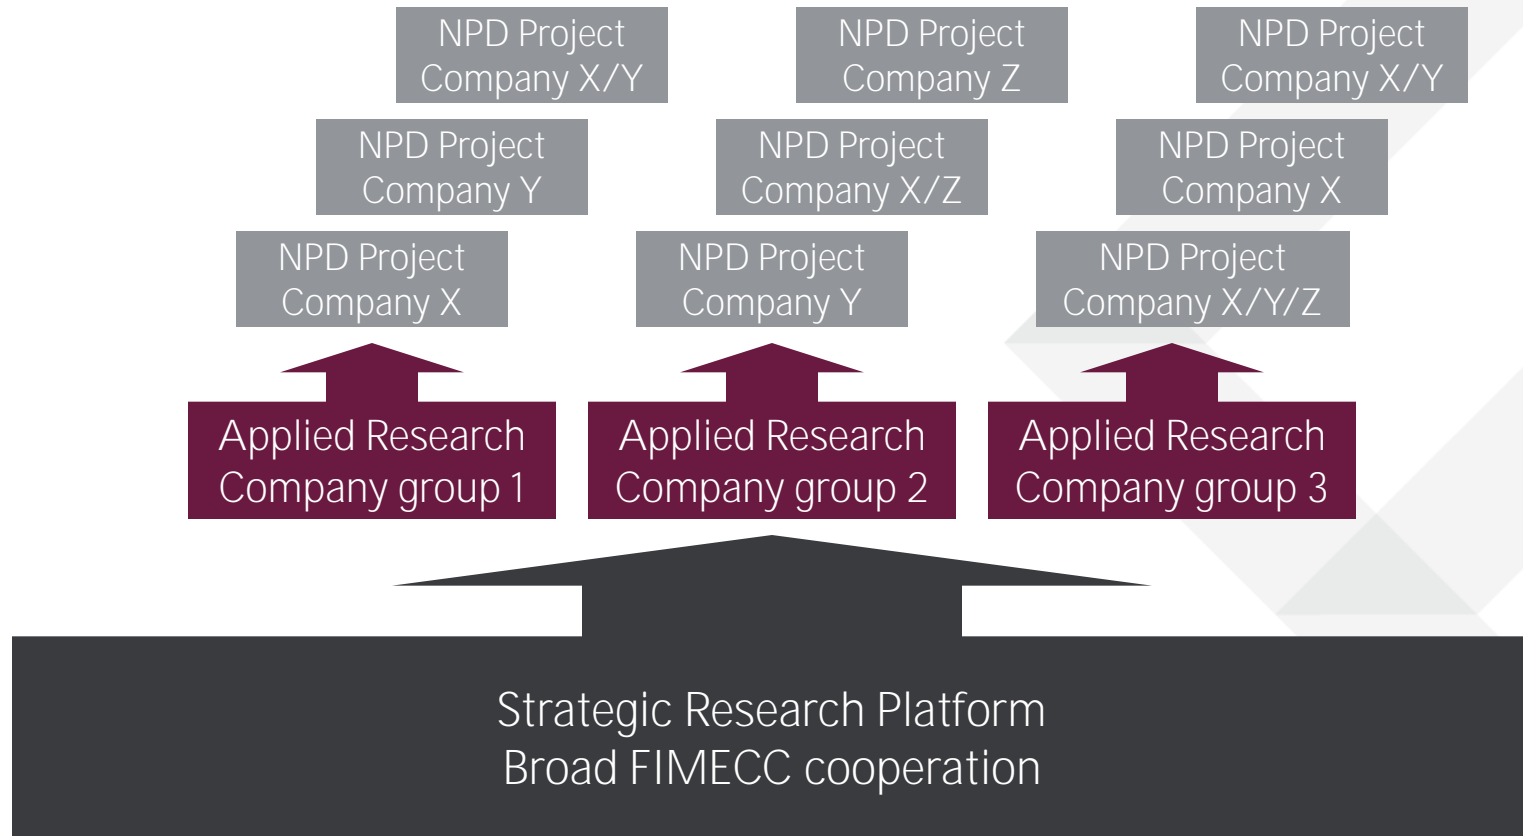 NPD Project
Company X/Y
NPD Project
Company Z
NPD Project
Company X/Y
NPD Project
Company Y
NPD Project
Company X/Z
NPD Project
Company X
NPD Project
Company X
NPD Project
Company Y
NPD Project
Company X/Y/Z
Applied Research
Company group 1
Applied Research
Company group 2
Applied Research
Company group 3
Strategic Research Platform
Broad FIMECC cooperation